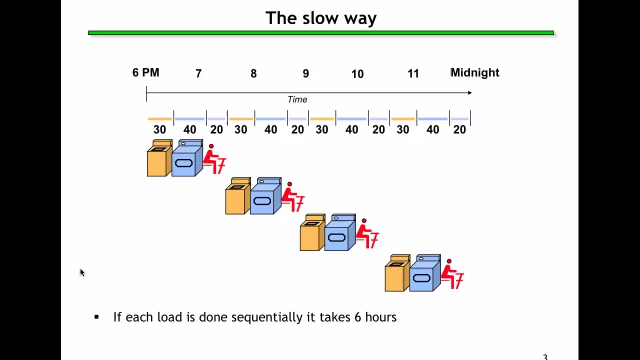 The slow way
6 PM 7 8 9 10 11 Midnight
Time
30 40 20 30 40 20 30 40 20 30 40 20
If each load is done sequentially it takes 6 hours
3